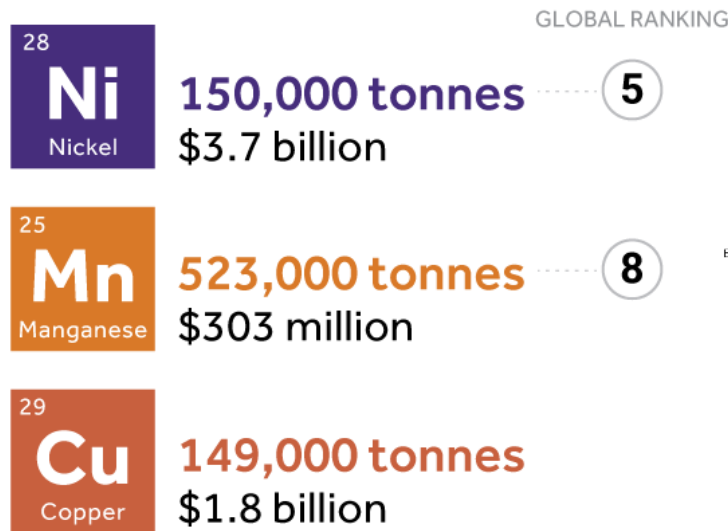 GLOBAL RANKING
28
Ni
Nickel
150,000 tonnes
5
$3.7 billion
25
Mn
Manganese
523,000 tonnes
8
$303 million
29
Cu
Copper
149,000 tonnes
$1.8 billion